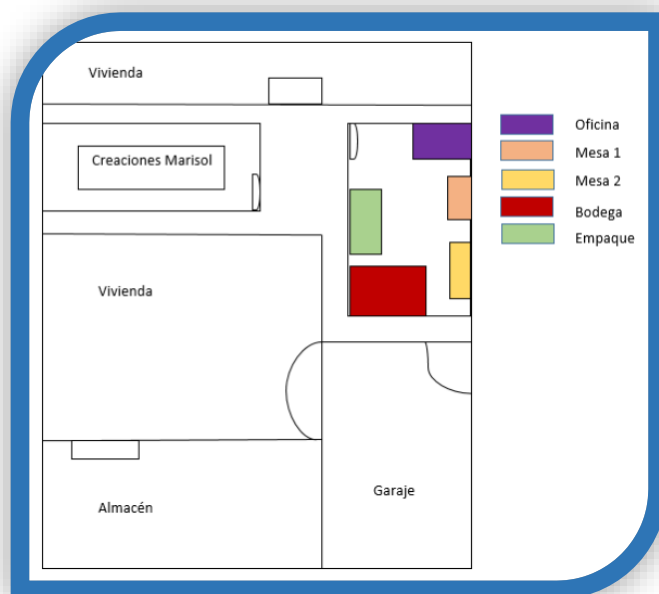 Vivienda
Creaciones Marisol
Vivienda
Almacén
Garaje
Oficina
Mesa 1
Mesa 2
Bodega
Empaque